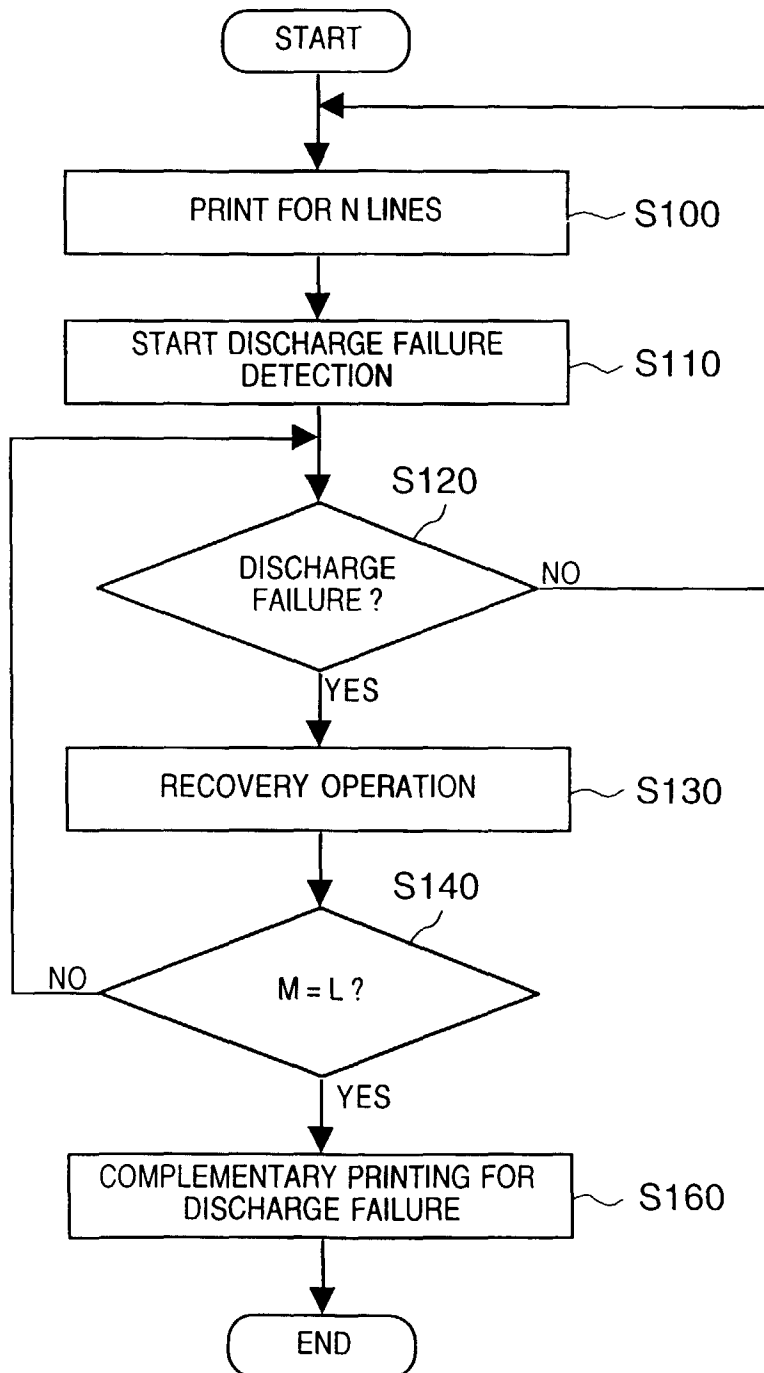 START
PRINT FOR N LINES
S100
START DISCHARGE FAILURE
DETECTION
S110
S120
DISCHARGE
FAILURE ?
NO
YES
RECOVERY OPERATION
S130
S140
M = L ?
NO
YES
COMPLEMENTARY PRINTING FOR
DISCHARGE FAILURE
S160
END